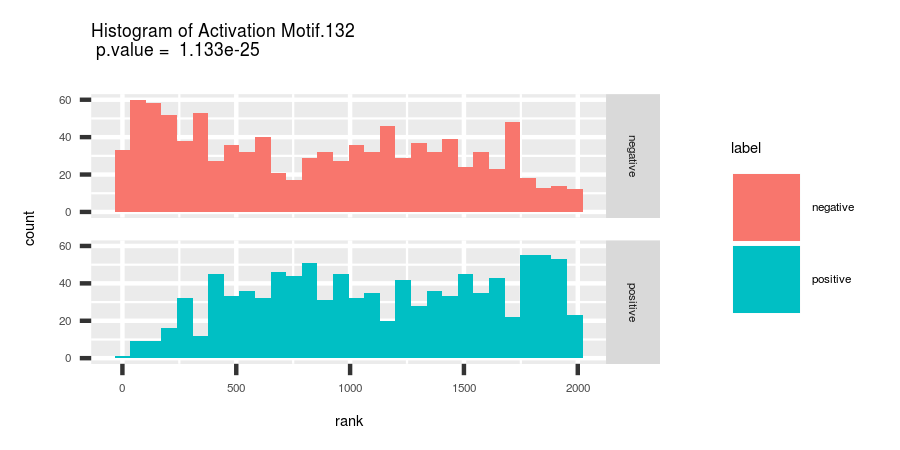 Histogram of Activation Motif.132
p.value =  1.133e-25
count
60
40
20
0
negative
60
40
20
0
positive
0 500 1000 1500 2000
rank
label
negative
positive